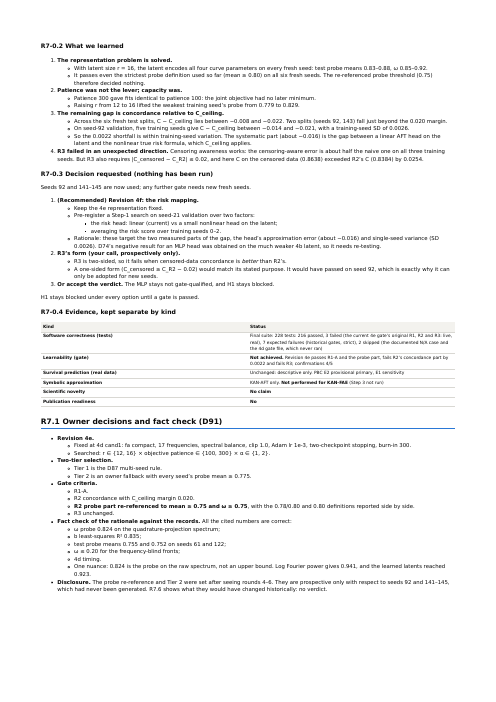 R7-0.2 What we learned
1. The representation problem is solved.
With latent size r = 16, the latent encodes all four curve parameters on every fresh seed: test probe means 0.83–0.88, ω 0.85–0.92.
It passes even the strictest probe definition used so far (mean ≥ 0.80) on all six fresh seeds. The re-referenced probe threshold (0.75)
therefore decided nothing.
2. Patience was not the lever; capacity was.
Patience 300 gave fits identical to patience 100: the joint objective had no later minimum.
Raising r from 12 to 16 lifted the weakest training seed's probe from 0.779 to 0.829.
3. The remaining gap is concordance relative to C_ceiling.
Across the six fresh test splits, C − C_ceiling lies between −0.008 and −0.022. Two splits (seeds 92, 143) fall just beyond the 0.020 margin.
On seed-92 validation, five training seeds give C − C_ceiling between −0.014 and −0.021, with a training-seed SD of 0.0026.
So the 0.0022 shortfall is within training-seed variation. The systematic part (about −0.016) is the gap between a linear AFT head on the
latent and the nonlinear true risk formula, which C_ceiling uses.
4. R3 failed in an unexpected direction. Censoring awareness works: the censoring-aware error is about half the naive one on all three training
seeds. But R3 also requires |C_censored − C_R2| ≤ 0.02, and here C on the censored data (0.8638) exceeded R2's C (0.8384) by 0.0254.
R7-0.3 Decision requested (nothing has been run)
Seeds 92 and 141–145 are now used; any further gate needs new fresh seeds.
1. (Recommended) Revision 4f: the risk mapping.
Keep the 4e representation fixed.
Pre-register a Step-1 search on seed-21 validation over two factors:
the risk head: linear (current) vs a small nonlinear head on the latent;
averaging the risk score over training seeds 0–2.
Rationale: these target the two measured parts of the gap, the head's approximation error (about −0.016) and single-seed variance (SD
0.0026). D74's negative result for an MLP head was obtained on the much weaker 4b latent, so it needs re-testing.
2. R3's form (your call, prospectively only).
R3 is two-sided, so it fails when censored-data concordance is better than R2's.
A one-sided form (C_censored ≥ C_R2 − 0.02) would match its stated purpose. It would have passed on seed 92, which is exactly why it can
only be adopted for new seeds.
3. Or accept the verdict. The MLP stays not gate-qualified, and H1 stays blocked.
H1 stays blocked under every option until a gate is passed.
R7-0.4 Evidence, kept separate by kind
Kind Status
Software correctness (tests) Final suite: 228 tests: 216 passed, 3 failed (the current 4e gate's original R1, R2 and R3: live,
real), 7 expected failures (historical gates, strict), 2 skipped (the documented N/A case and
the 4d gate file, which never ran)
Learnability (gate) Not achieved. Revision 4e passes R1-A and the probe part, fails R2's concordance part by
0.0022 and fails R3; confirmations 4/5
Survival prediction (real data) Unchanged: descriptive only. PBC E2 provisional primary, E1 sensitivity
Symbolic approximation KAN-AFT only. Not performed for KAN-FAE (Step 3 not run)
Scientific novelty No claim
Publication readiness No
R7.1 Owner decisions and fact check (D91)
Revision 4e.
Fixed at 4d cand1: fa compact, 17 frequencies, spectral balance, clip 1.0, Adam lr 1e-3, two-checkpoint stopping, burn-in 300.
Searched: r ∈ {12, 16} × objective patience ∈ {100, 300} × α ∈ {1, 2}.
Two-tier selection.
Tier 1 is the D87 multi-seed rule.
Tier 2 is an owner fallback with every seed's probe mean ≥ 0.775.
Gate criteria.
R1-A.
R2 concordance with C_ceiling margin 0.020.
R2 probe part re-referenced to mean ≥ 0.75 and ω ≥ 0.75, with the 0.78/0.80 and 0.80 definitions reported side by side.
R3 unchanged.
Fact check of the rationale against the records. All the cited numbers are correct:
ω probe 0.824 on the quadrature-projection spectrum;
b least-squares R² 0.835;
test probe means 0.755 and 0.752 on seeds 61 and 122;
ω ≤ 0.20 for the frequency-blind fronts;
4d timing.
One nuance: 0.824 is the probe on the raw spectrum, not an upper bound. Log Fourier power gives 0.941, and the learned latents reached
0.923.
Disclosure. The probe re-reference and Tier 2 were set after seeing rounds 4–6. They are prospective only with respect to seeds 92 and 141–145,
which had never been generated. R7.6 shows what they would have changed historically: no verdict.